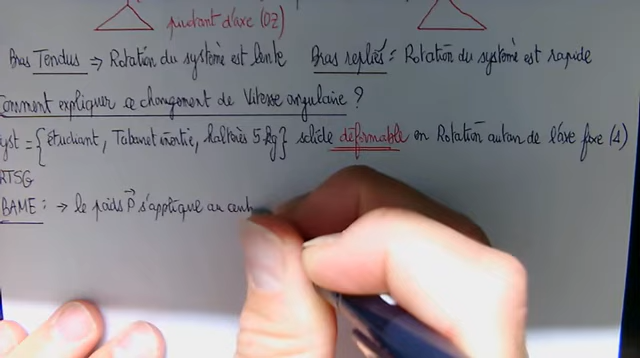 pivotant d'axe (OZ)
Bras Tendus => Rotation du système est lente Bras repliés = Rotation du système est rapide
Comment expliquer ce changement de Vitesse angulaire ?
syst = {étudiant, Tabouret inertie, haltères 5 kg} solide déformable en Rotation autour de l'axe fixe (Δ)
RTSG
BAME : → le poids P s'applique au cent